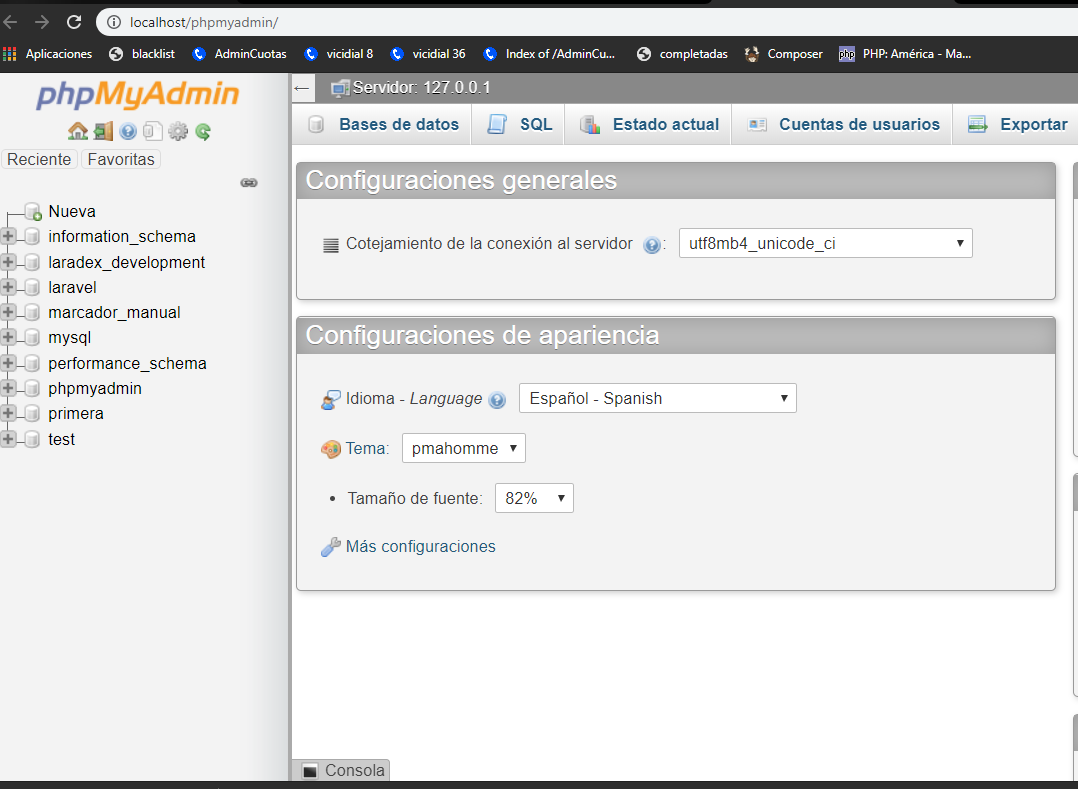 localhost/phpmyadmin/
Aplicaciones blacklist AdminCuotas vicidial 8 vicidial 36 Index of /AdminCu... completadas Composer php PHP: América - Ma...
phpMyAdmin
Reciente Favoritas
Nueva
information_schema
laradex_development
laravel
marcador_manual
mysql
performance_schema
phpmyadmin
primera
test
Servidor: 127.0.0.1
Bases de datos SQL Estado actual Cuentas de usuarios Exportar
Configuraciones generales
Cotejamiento de la conexión al servidor : utf8mb4_unicode_ci
Configuraciones de apariencia
Idioma - Language Español - Spanish
Tema: pmahomme
• Tamaño de fuente: 82%
Más configuraciones
Consola